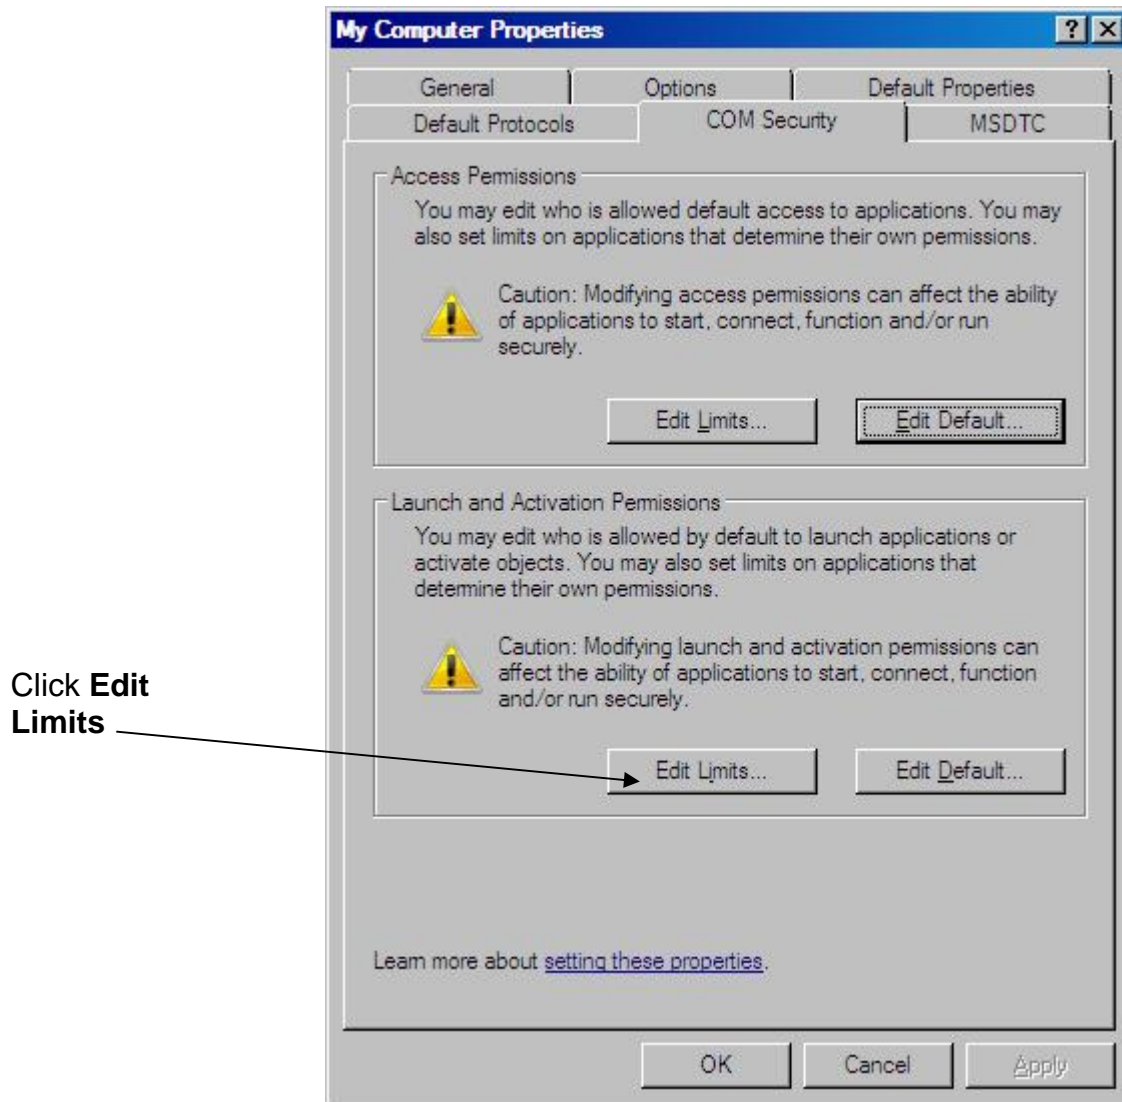 My Computer Properties
General Options Default Properties
Default Protocols COM Security MSDTC
Access Permissions
You may edit who is allowed default access to applications. You may
also set limits on applications that determine their own permissions.
Caution: Modifying access permissions can affect the ability
of applications to start, connect, function and/or run
securely.
Edit Limits... Edit Default...
Launch and Activation Permissions
You may edit who is allowed by default to launch applications or
activate objects. You may also set limits on applications that
determine their own permissions.
Caution: Modifying launch and activation permissions can
affect the ability of applications to start, connect, function
and/or run securely.
Click Edit
Limits
Edit Limits... Edit Default...
Learn more about setting these properties.
OK Cancel Apply